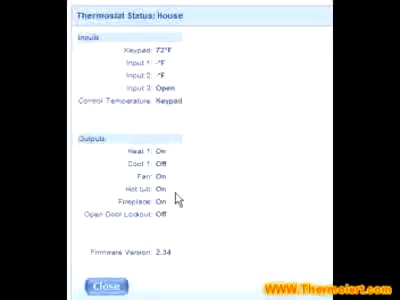 Thermostat Status: House
Inputs
Keypad: 72°F
Input 1: -°F
Input 2: -°F
Input 3: Open
Control Temperature: Keypad
Outputs
Heat 1: On
Cool 1: Off
Fan: On
Hot tub: On
Fireplace: On
Open Door Lockout: Off
Firmware Version: 2.34
Close
WWW.Thermolert.com